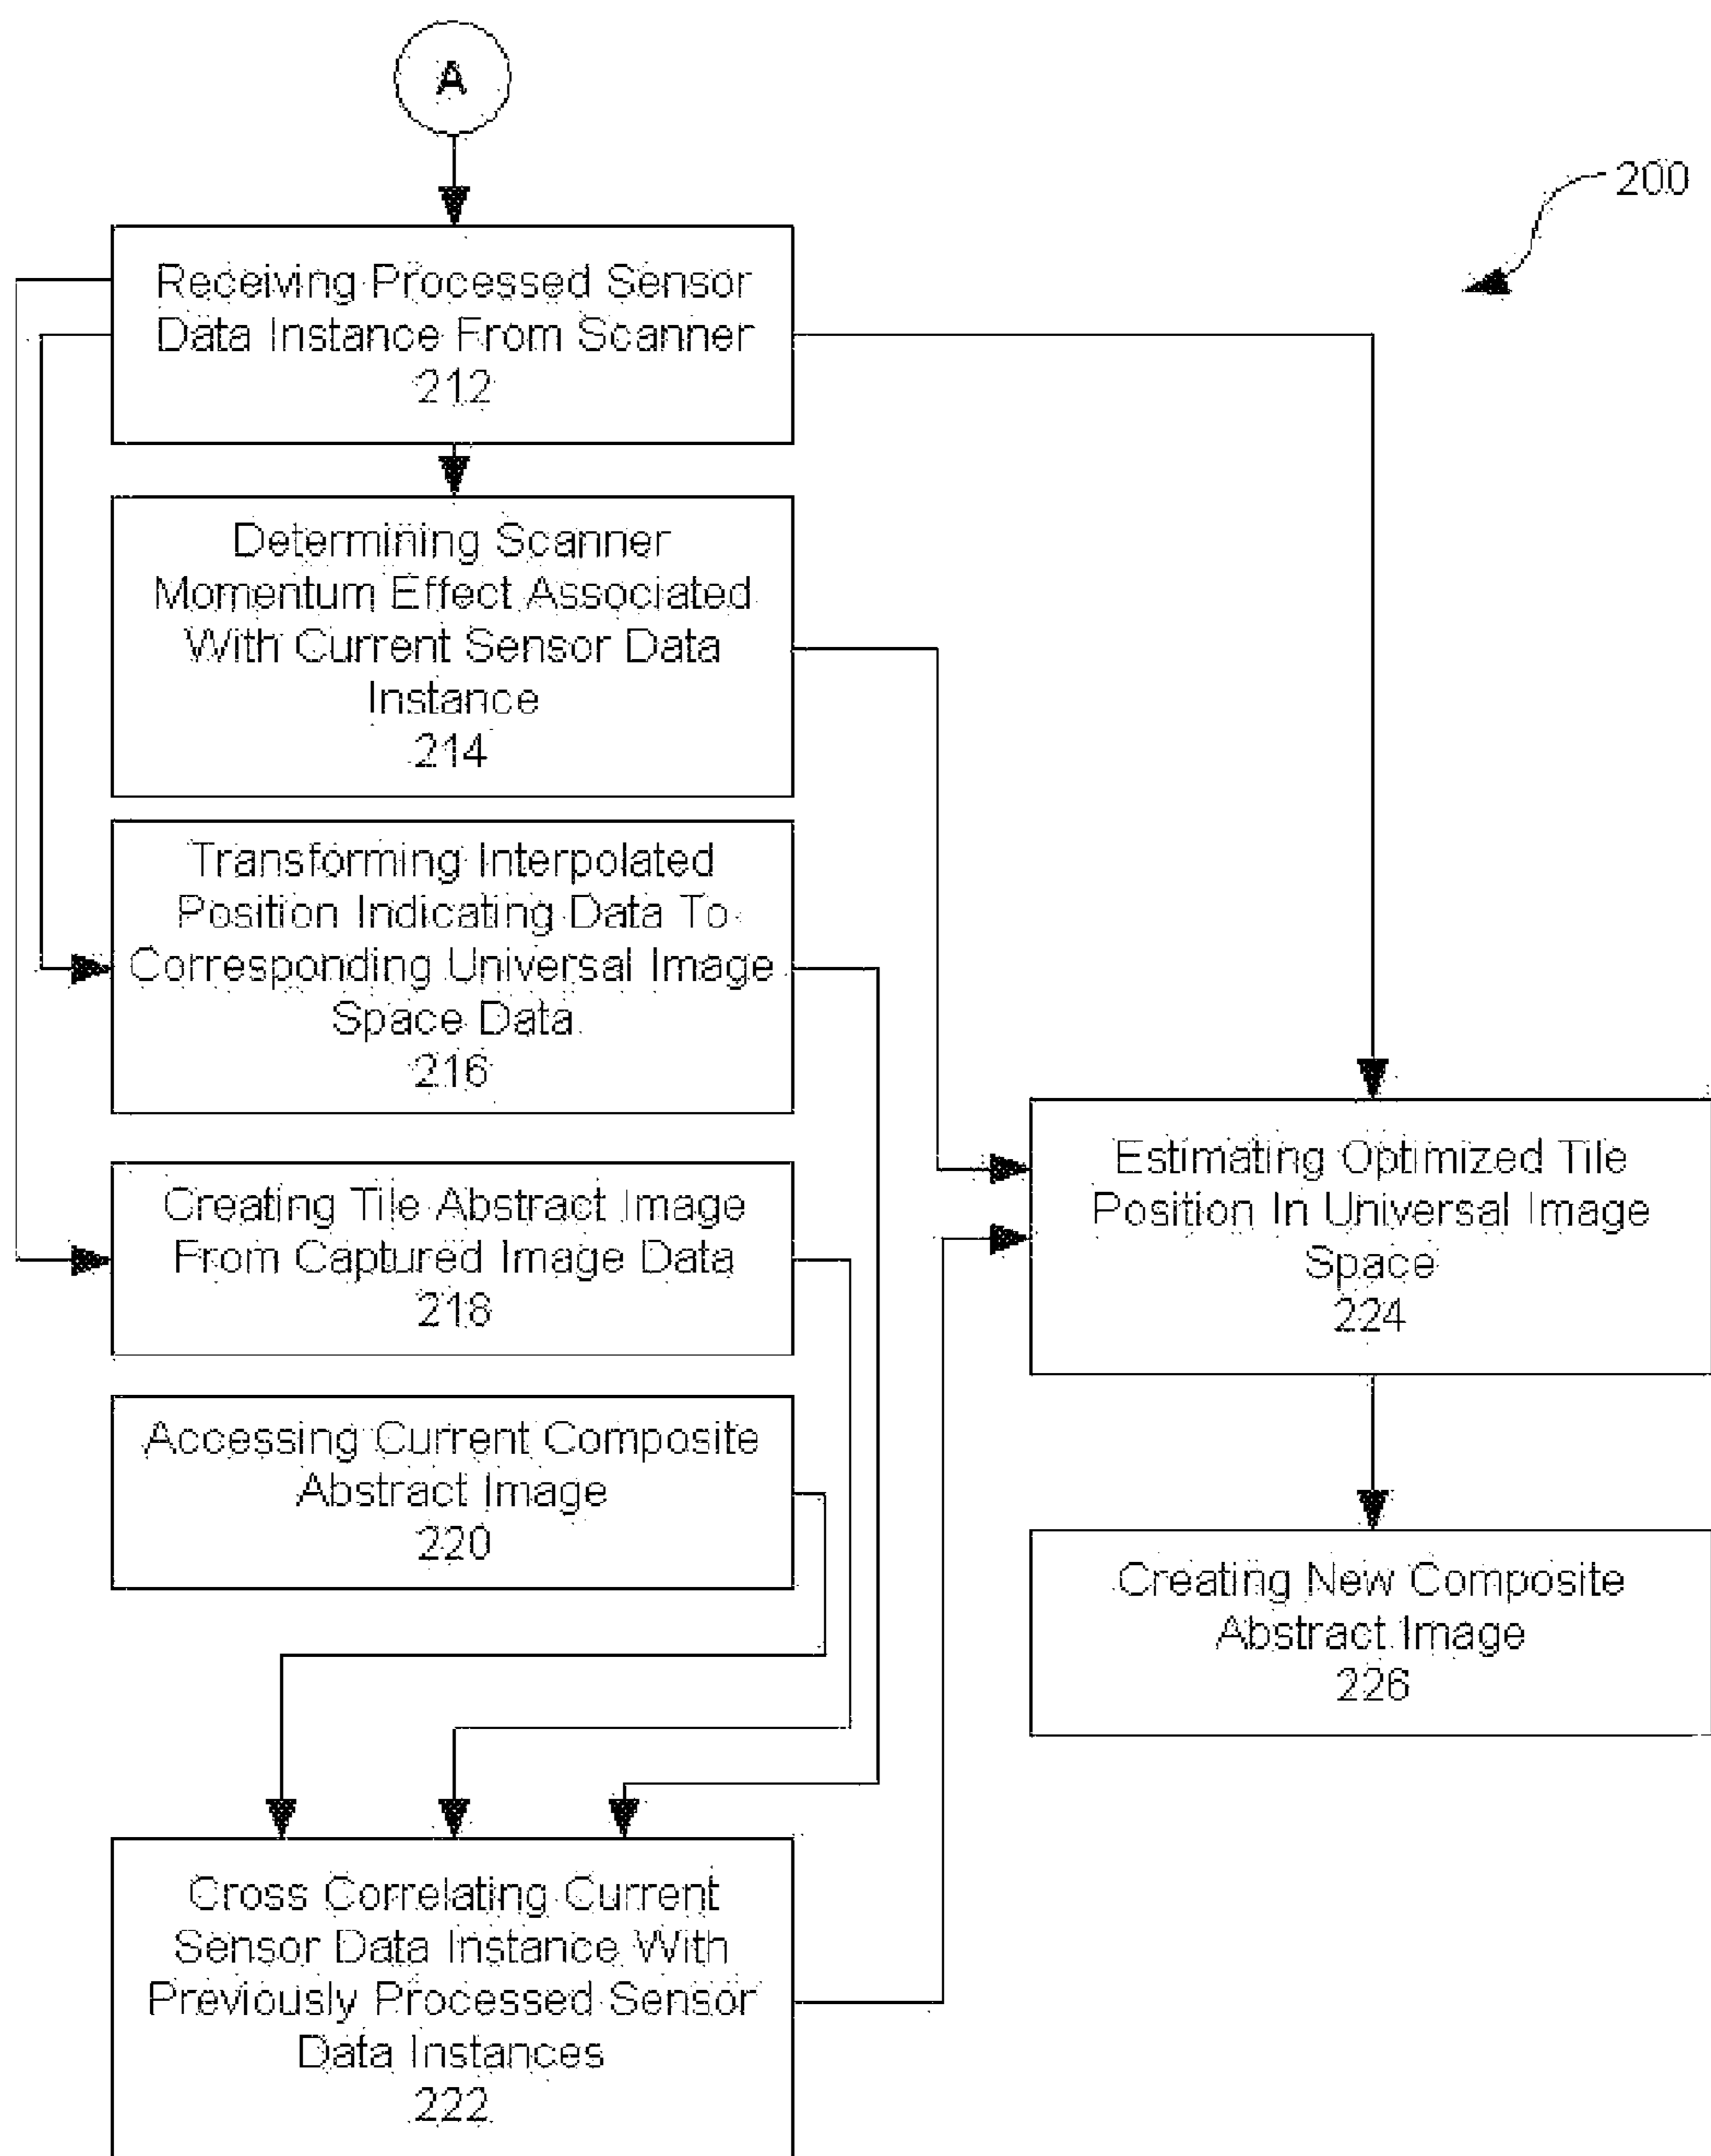 A
200
Receiving Processed Sensor
Data Instance From Scanner
212
Determining Scanner
Momentum Effect Associated
With Current Sensor Data
Instance
214
Transforming Interpolated
Position Indicating Data To
Corresponding Universal Image
Space Data
216
Creating Tile Abstract Image
From Captured Image Data
218
Accessing Current Composite
Abstract Image
220
Cross Correlating Current
Sensor Data Instance With
Previously Processed Sensor
Data Instances
222
Estimating Optimized Tile
Position In Universal Image
Space
224
Creating New Composite
Abstract Image
226